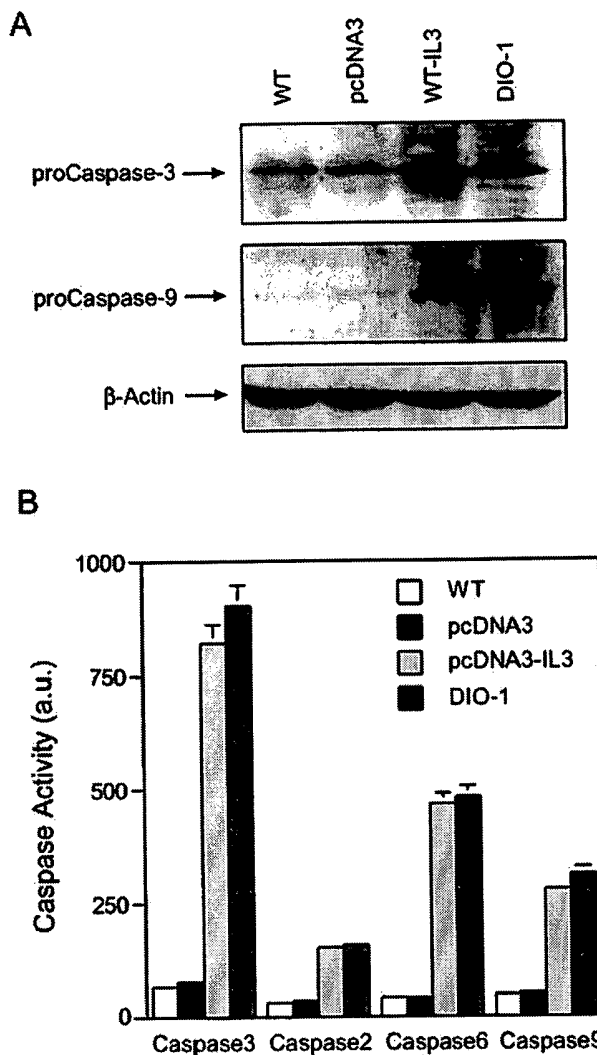 A
WT
pcDNA3
WT-IL3
DIO-1
proCaspase-3
proCaspase-9
β-Actin
B
1000
750
500
250
0
Caspase Activity (a.u.)
WT
pcDNA3
pcDNA3-IL3
DIO-1
Caspase3
Caspase2
Caspase6
Caspase9